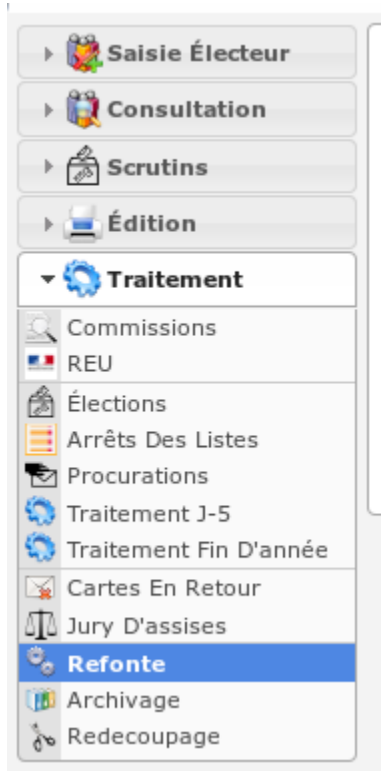 Saisie Électeur
Consultation
Scrutins
Édition
Traitement
Commissions
REU
Élections
Arrêts Des Listes
Procurations
Traitement J-5
Traitement Fin D'année
Cartes En Retour
Jury D'assises
Refonte
Archivage
Redecoupage